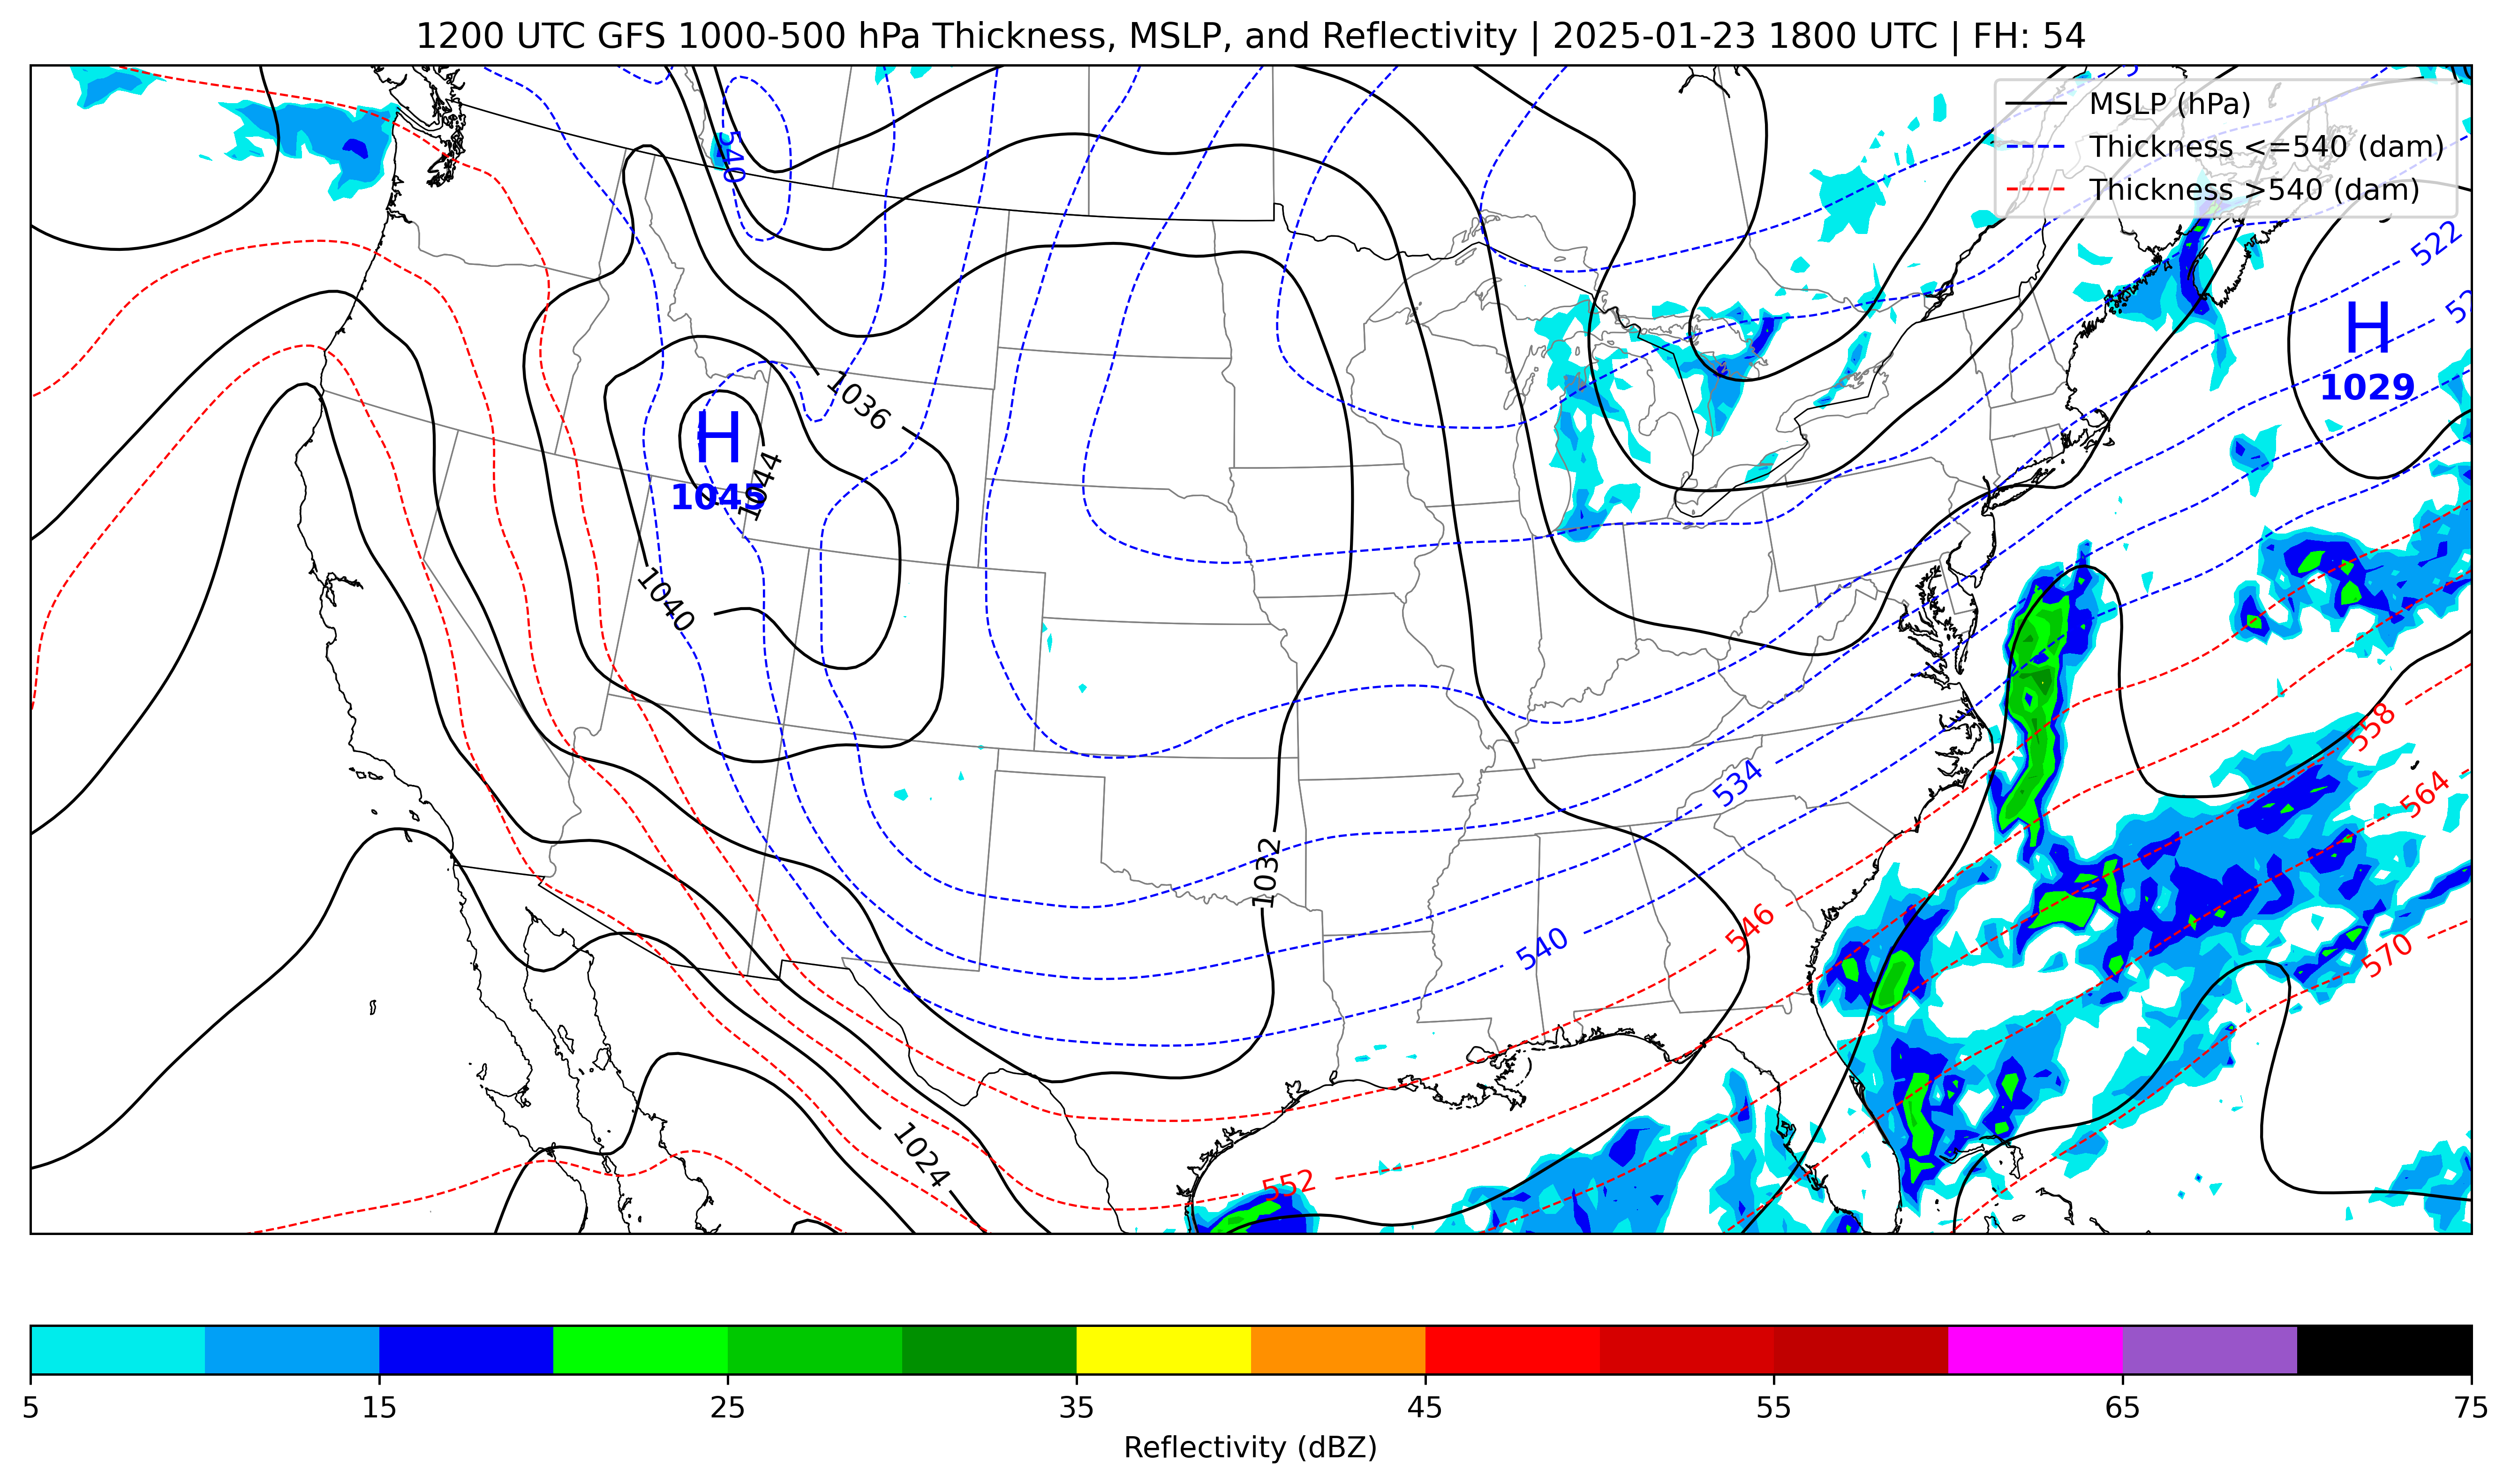 1200 UTC GFS 1000-500 hPa Thickness, MSLP, and Reflectivity | 2025-01-23 1800 UTC | FH: 54
MSLP (hPa)
Thickness <=540 (dam)
Thickness >540 (dam)
540
522
H
1029
1036
H
1045
1044
1040
558
534
564
1032
546
540
570
1024
552
5 15 25 35 45 55 65 75
Reflectivity (dBZ)